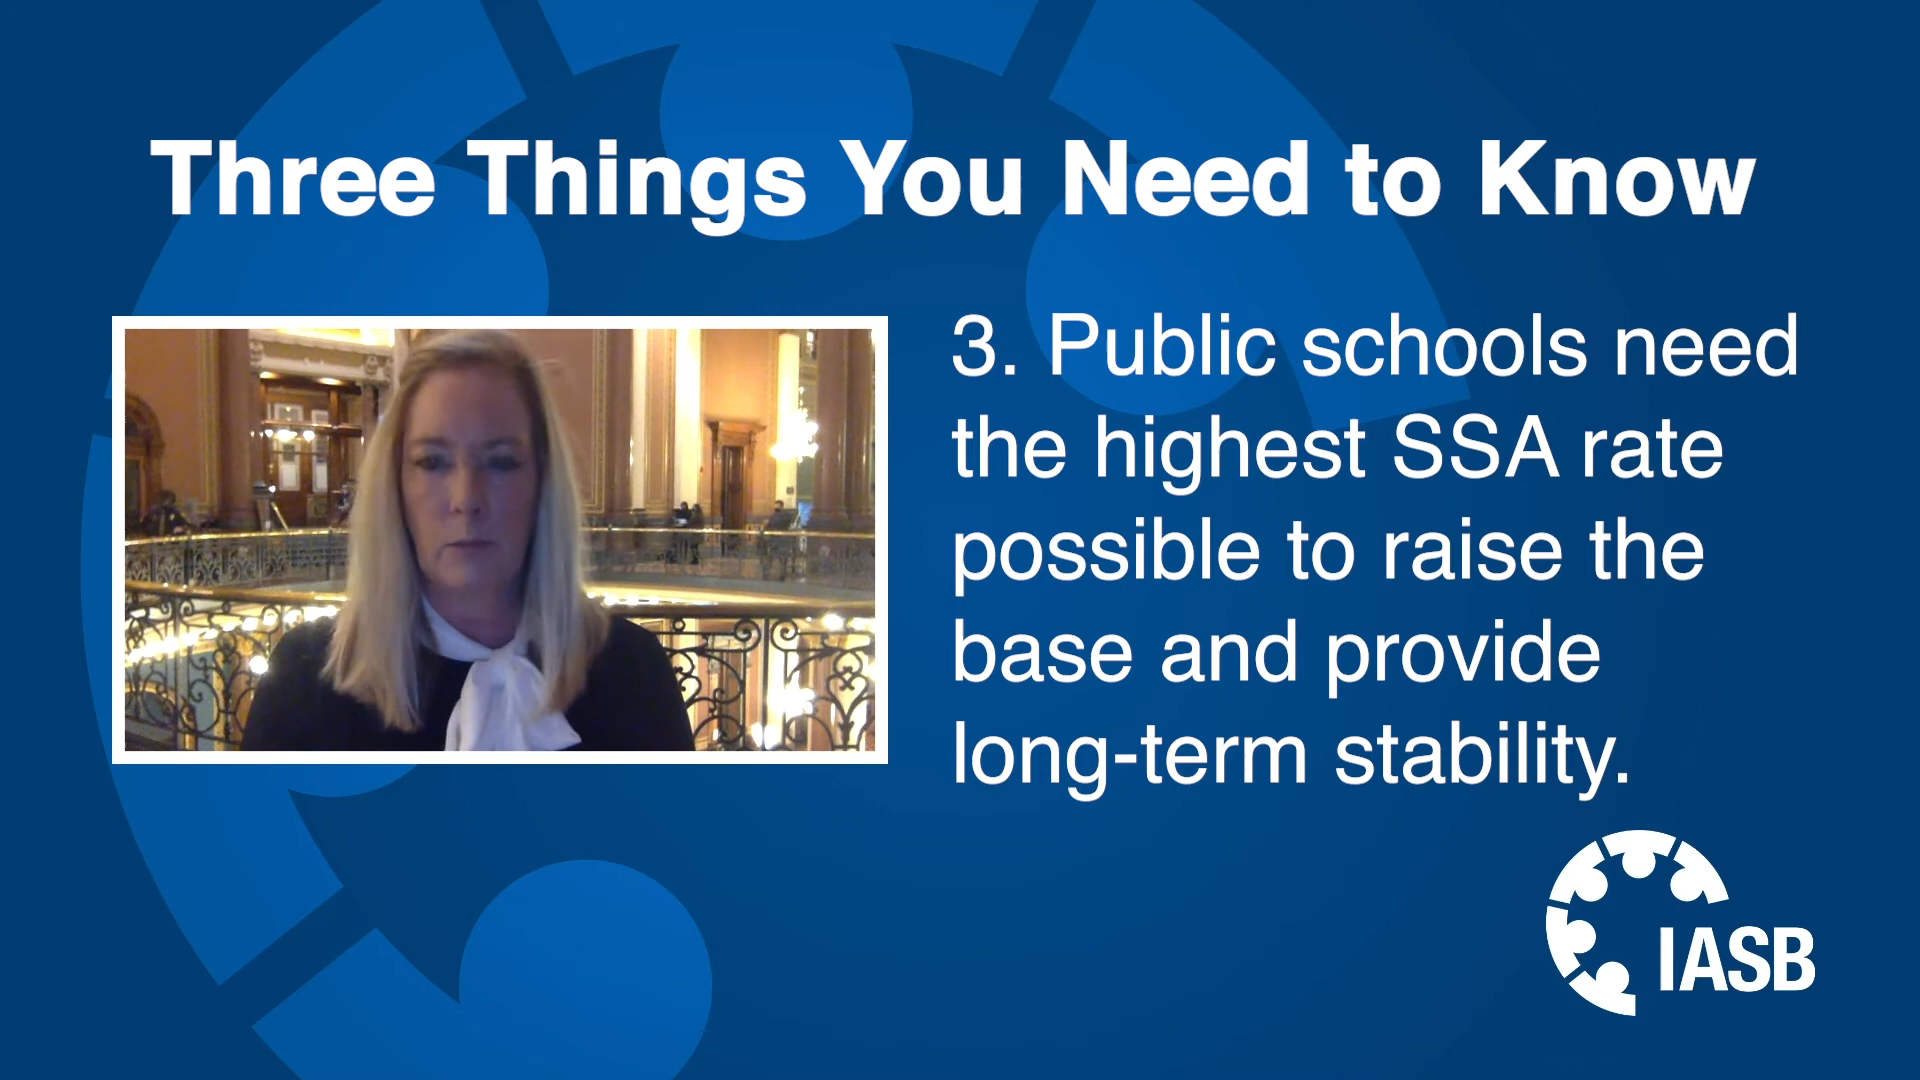 Three Things You Need to Know
3. Public schools need
the highest SSA rate
possible to raise the
base and provide
long-term stability.
IASB